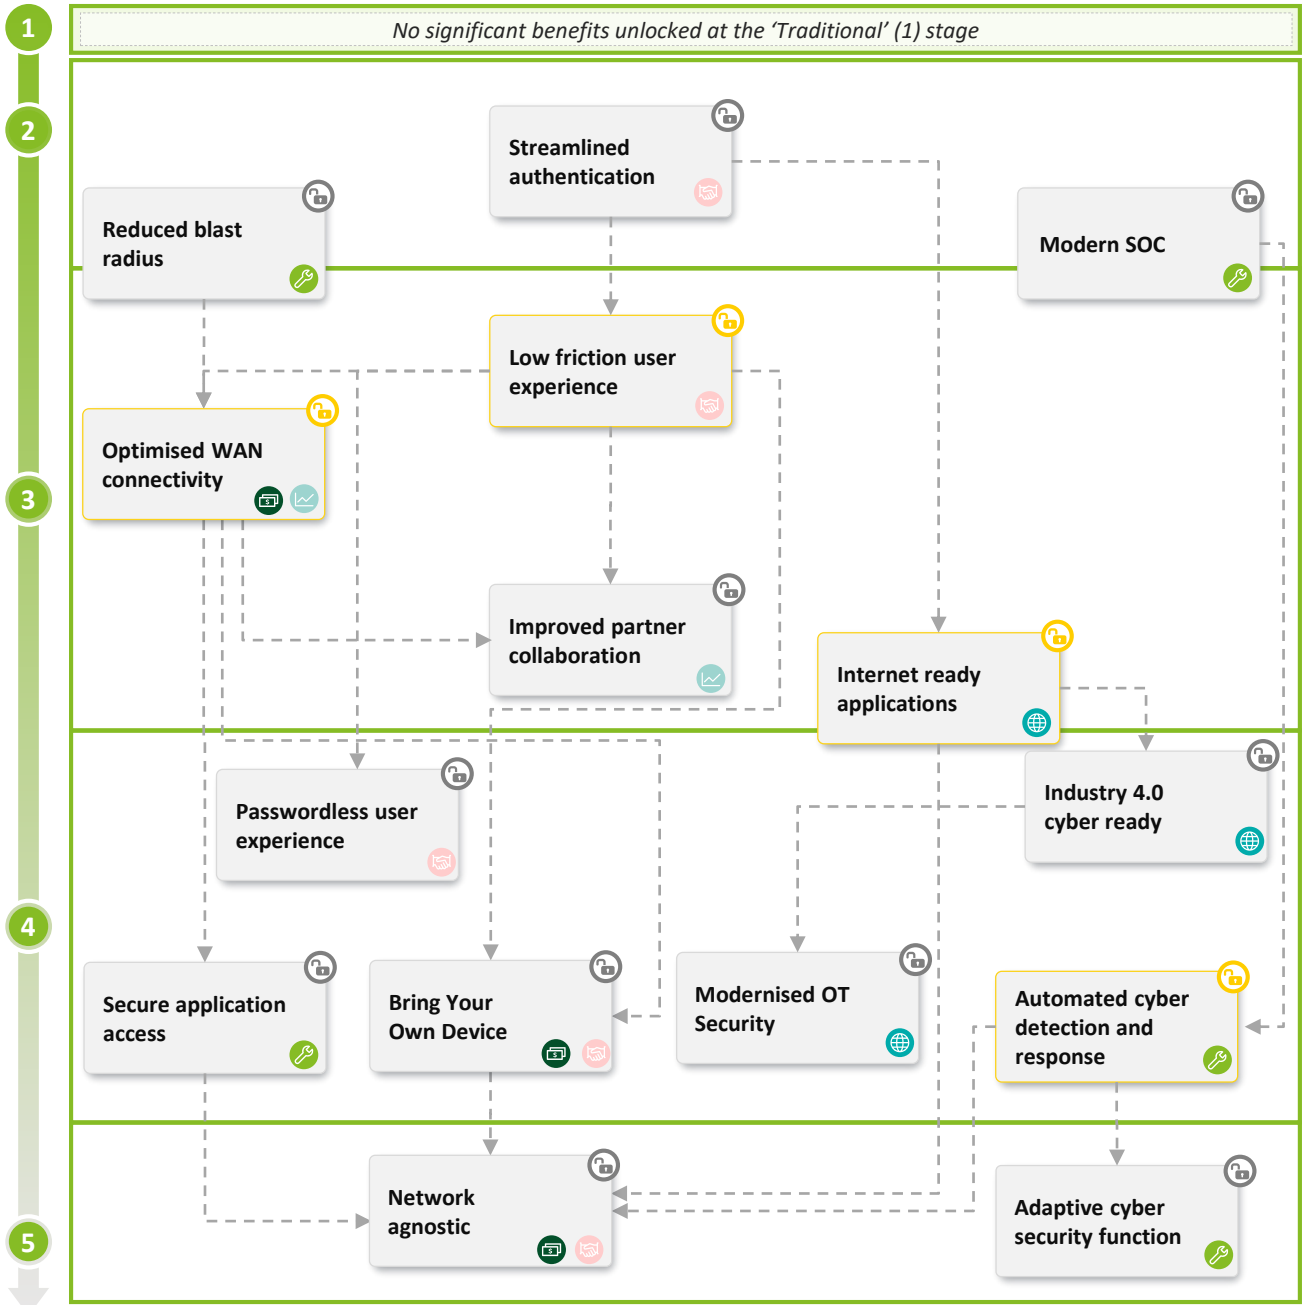 1
No significant benefits unlocked at the ‘Traditional’ (1) stage
2
Streamlined
authentication
Reduced blast
radius
Modern SOC
Low friction user
experience
Optimised WAN
connectivity
3
Improved partner
collaboration
Internet ready
applications
Passwordless user
experience
Industry 4.0
cyber ready
4
Secure application
access
Bring Your
Own Device
Modernised OT
Security
Automated cyber
detection and
response
Network
agnostic
Adaptive cyber
security function
5